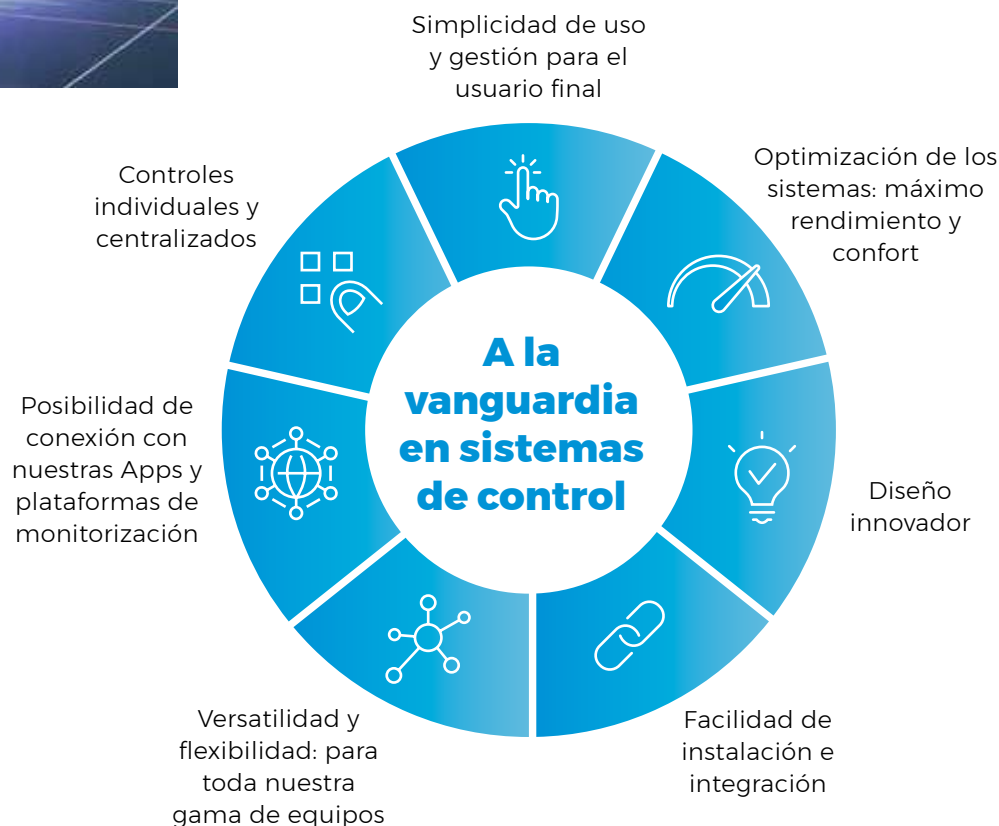 Simplicidad de uso
y gestión para el
usuario final
Optimización de los
sistemas: máximo
rendimiento y
confort
Diseño
innovador
Facilidad de
instalación e
integración
Versatilidad y
flexibilidad: para
toda nuestra
gama de equipos
Posibilidad de
conexión con
nuestras Apps y
plataformas de
monitorización
Controles
individuales y
centralizados
A la
vanguardia
en sistemas
de control